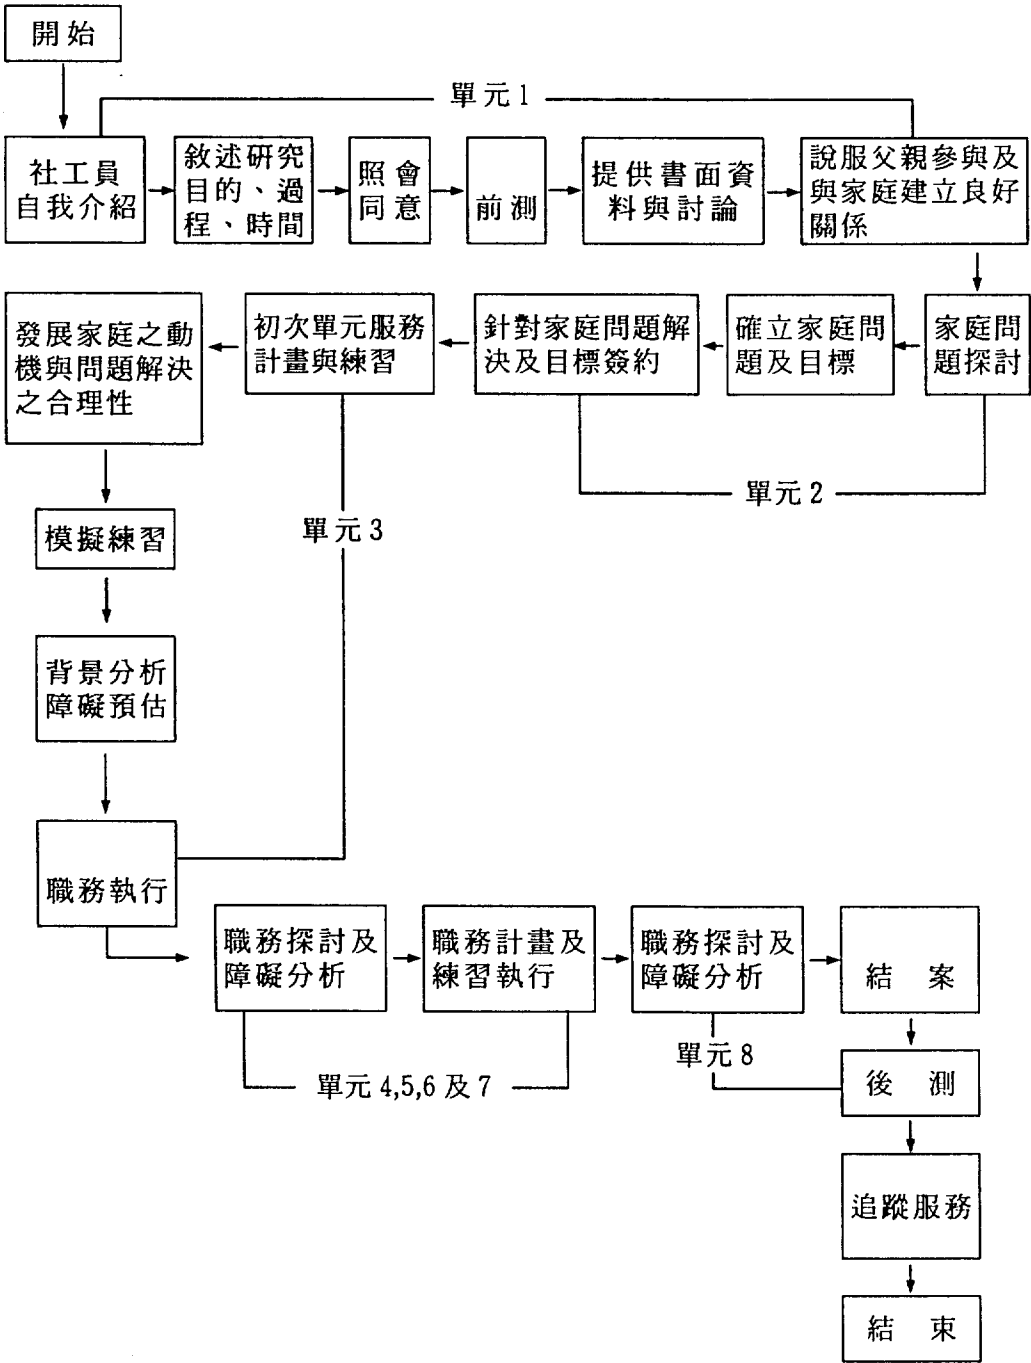 開始
單元1
社工員
自我介紹
敘述研究
目的、過
程、時間
照會
同意
前測
提供書面資
料與討論
說服父親參與及
與家庭建立良好
關係
家庭問
題探討
確立家庭問
題及目標
針對家庭問題解
決及目標簽約
初次單元服務
計畫與練習
發展家庭之動
機與問題解決
之合理性
單元2
單元3
模擬練習
背景分析
障礙預估
職務執行
職務探討及
障礙分析
職務計畫及
練習執行
職務探討及
障礙分析
結 案
單元4,5,6及7
單元8
後 測
追蹤服務
結 束